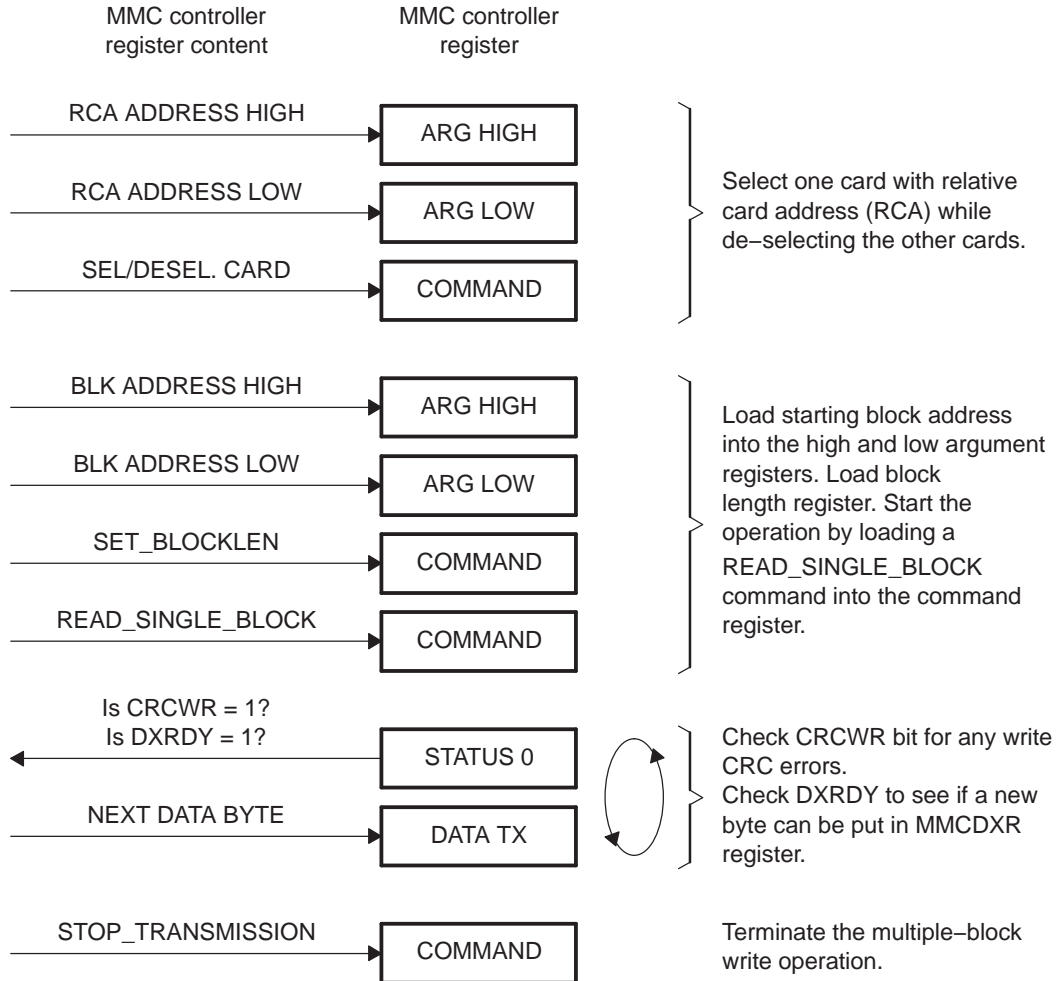 MMC controller
register content
MMC controller
register
RCA ADDRESS HIGH
ARG HIGH
RCA ADDRESS LOW
ARG LOW
SEL/DESEL. CARD
COMMAND
Select one card with relative
card address (RCA) while
de−selecting the other cards.
BLK ADDRESS HIGH
ARG HIGH
BLK ADDRESS LOW
ARG LOW
SET_BLOCKLEN
COMMAND
READ_SINGLE_BLOCK
COMMAND
Load starting block address
into the high and low argument
registers. Load block
length register. Start the
operation by loading a
READ_SINGLE_BLOCK
command into the command
register.
Is CRCWR = 1?
Is DXRDY = 1?
STATUS 0
NEXT DATA BYTE
DATA TX
Check CRCWR bit for any write
CRC errors.
Check DXRDY to see if a new
byte can be put in MMCDXR
register.
STOP_TRANSMISSION
COMMAND
Terminate the multiple−block
write operation.